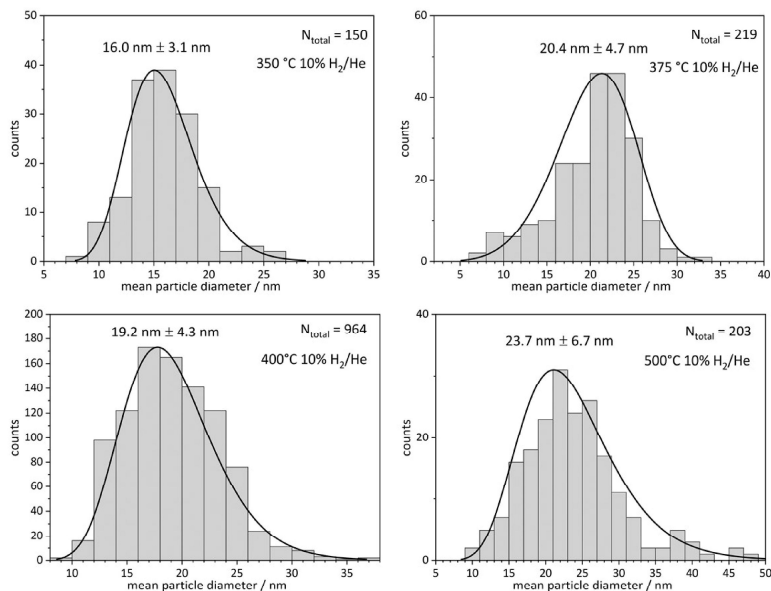 50
16.0 nm ± 3.1 nm
N_total = 150
350 °C 10% H₂/He
40
30
20
10
0
counts
5 10 15 20 25 30 35
mean particle diameter / nm
60
20.4 nm ± 4.7 nm
N_total = 219
375 °C 10% H₂/He
40
20
0
counts
0 5 10 15 20 25 30 35 40
mean particle diameter / nm
200
19.2 nm ± 4.3 nm
N_total = 964
400°C 10% H₂/He
180
160
140
120
100
80
60
40
20
0
counts
10 15 20 25 30 35
mean particle diameter / nm
40
23.7 nm ± 6.7 nm
N_total − 203
500°C 10% H₂/He
30
20
10
0
counts
5 10 15 20 25 30 35 40 45 50
mean particle diameter / nm